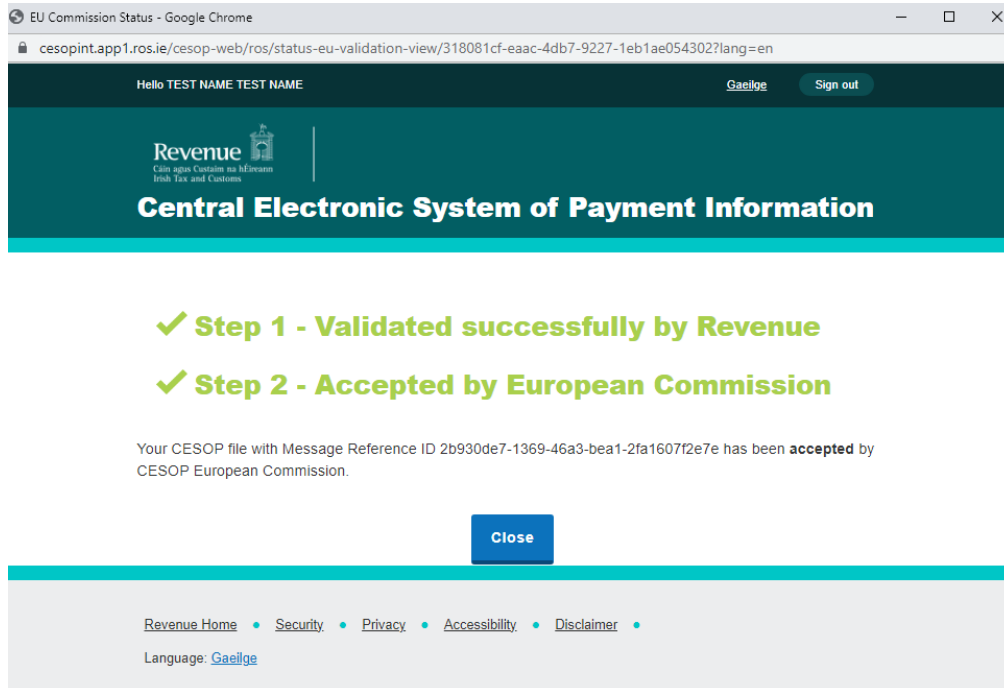 EU Commission Status - Google Chrome
cesopint.app1.ros.ie/cesop-web/ros/status-eu-validation-view/318081cf-eaac-4db7-9227-1eb1ae054302?lang=en
Hello TEST NAME TEST NAME
Gaeilge
Sign out
Revenue
Cáin agus Custaim na hÉireann
Irish Tax and Customs
Central Electronic System of Payment Information
Step 1 - Validated successfully by Revenue
Step 2 - Accepted by European Commission
Your CESOP file with Message Reference ID 2b930de7-1369-46a3-bea1-2fa1607f2e7e has been accepted by
CESOP European Commission.
Close
Revenue Home • Security • Privacy • Accessibility • Disclaimer •
Language: Gaeilge